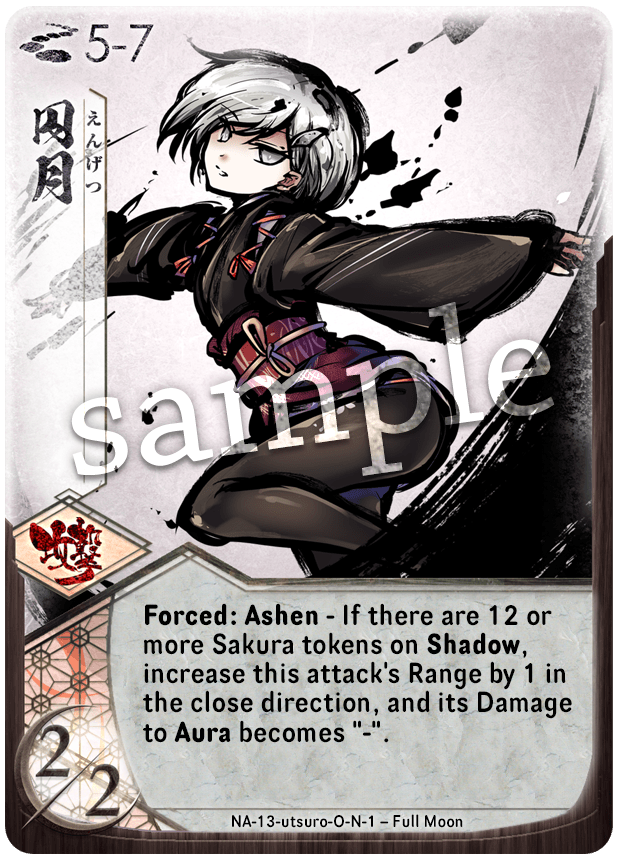 5-7
円月
えんげつ
sample
攻撃
Forced: Ashen - If there are 12 or
more Sakura tokens on Shadow,
increase this attack's Range by 1 in
the close direction, and its Damage
to Aura becomes "-".
2/2
NA-13-utsuro-O-N-1 – Full Moon